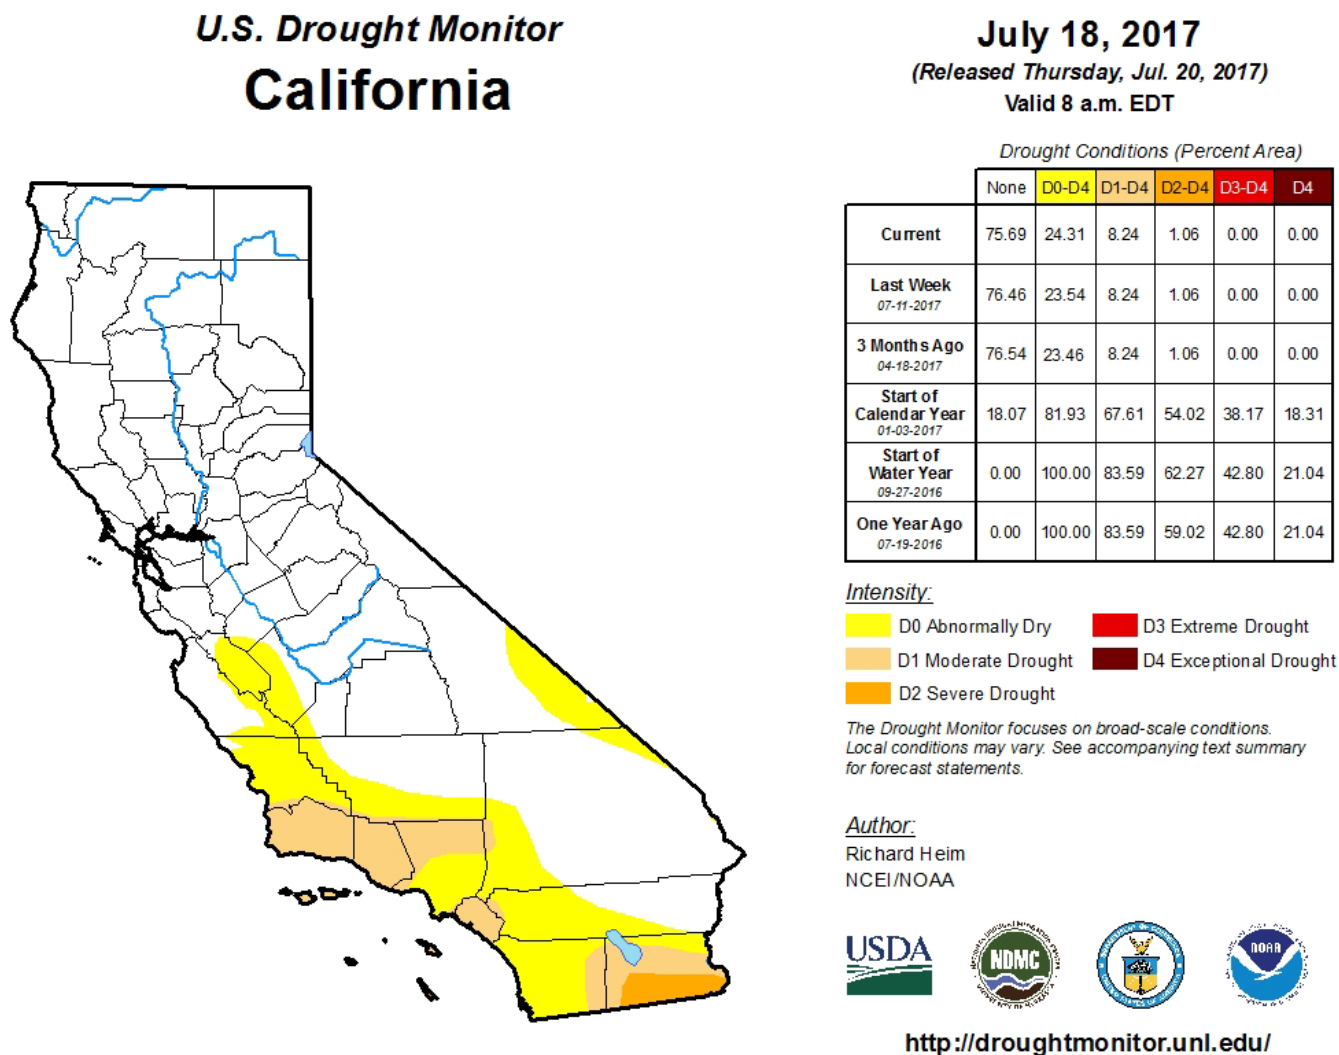 U.S. Drought Monitor
California
July 18, 2017
(Released Thursday, Jul. 20, 2017)
Valid 8 a.m. EDT
Drought Conditions (Percent Area)
None D0-D4 D1-D4 D2-D4 D3-D4 D4
Current 75.69 24.31 8.24 1.06 0.00 0.00
Last Week
07-11-2017
76.46 23.54 8.24 1.06 0.00 0.00
3 Months Ago
04-18-2017
76.54 23.46 8.24 1.06 0.00 0.00
Start of
Calendar Year
01-03-2017
18.07 81.93 67.61 54.02 38.17 18.31
Start of
Water Year
09-27-2016
0.00 100.00 83.59 62.27 42.80 21.04
One Year Ago
07-19-2016
0.00 100.00 83.59 59.02 42.80 21.04
Intensity:
D0 Abnormally Dry
D1 Moderate Drought
D2 Severe Drought
D3 Extreme Drought
D4 Exceptional Drought
The Drought Monitor focuses on broad-scale conditions.
Local conditions may vary. See accompanying text summary
for forecast statements.
Author:
Richard Heim
NCEI/NOAA
USDA
NDMC
NOAA
http://droughtmonitor.unl.edu/